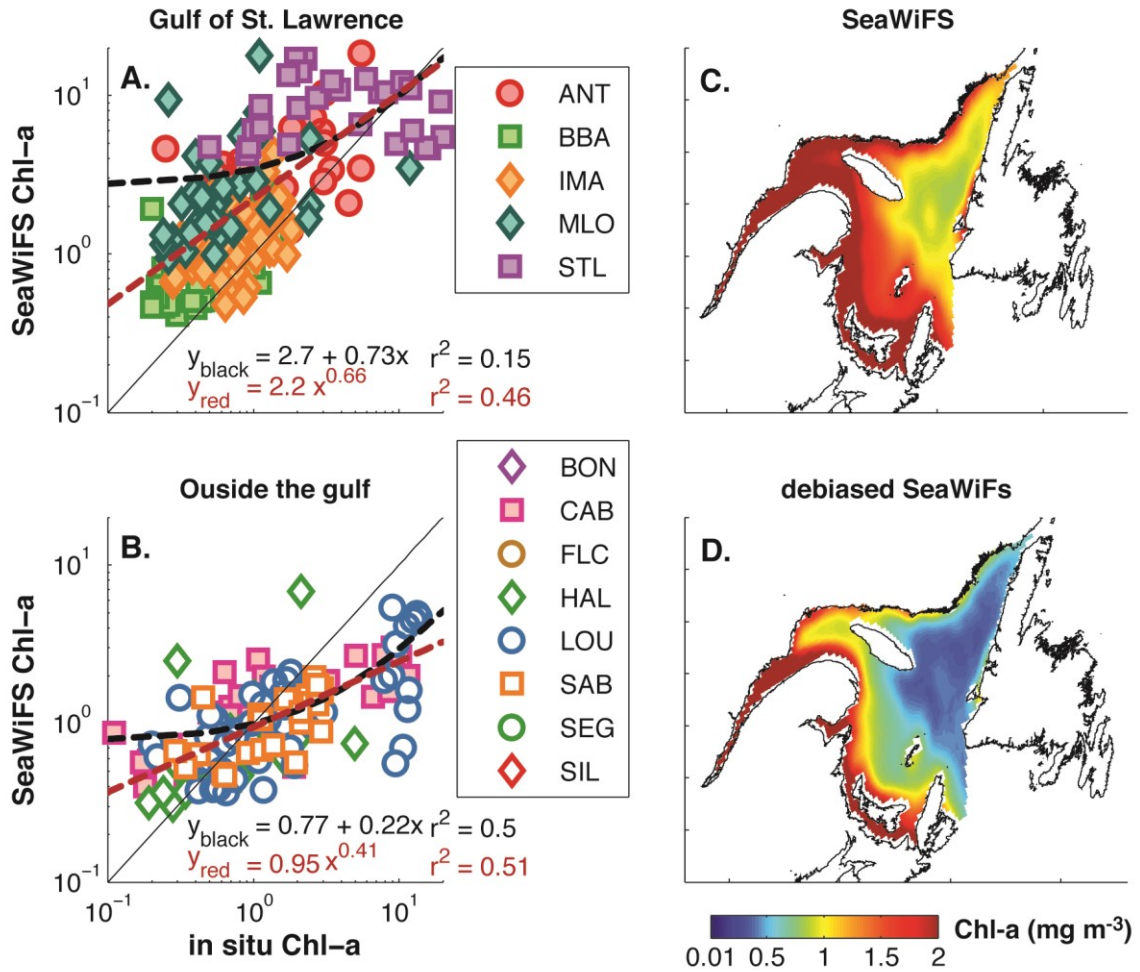 Gulf of St. Lawrence
A.
10^1
10^0
10^-1
SeaWiFS Chl-a
y_black = 2.7 + 0.73x r^2 = 0.15
y_red = 2.2 x^0.66 r^2 = 0.46
ANT
BBA
IMA
MLO
STL
SeaWiFS
C.
Ouside the gulf
B.
10^1
10^0
10^-1
SeaWiFS Chl-a
y_black = 0.77 + 0.22x r^2 = 0.5
y_red = 0.95 x^0.41 r^2 = 0.51
10^-1 10^0 10^1
in situ Chl-a
BON
CAB
FLC
HAL
LOU
SAB
SEG
SIL
debiased SeaWiFs
D.
0.01 0.5 1 1.5 2
Chl-a (mg m^-3)